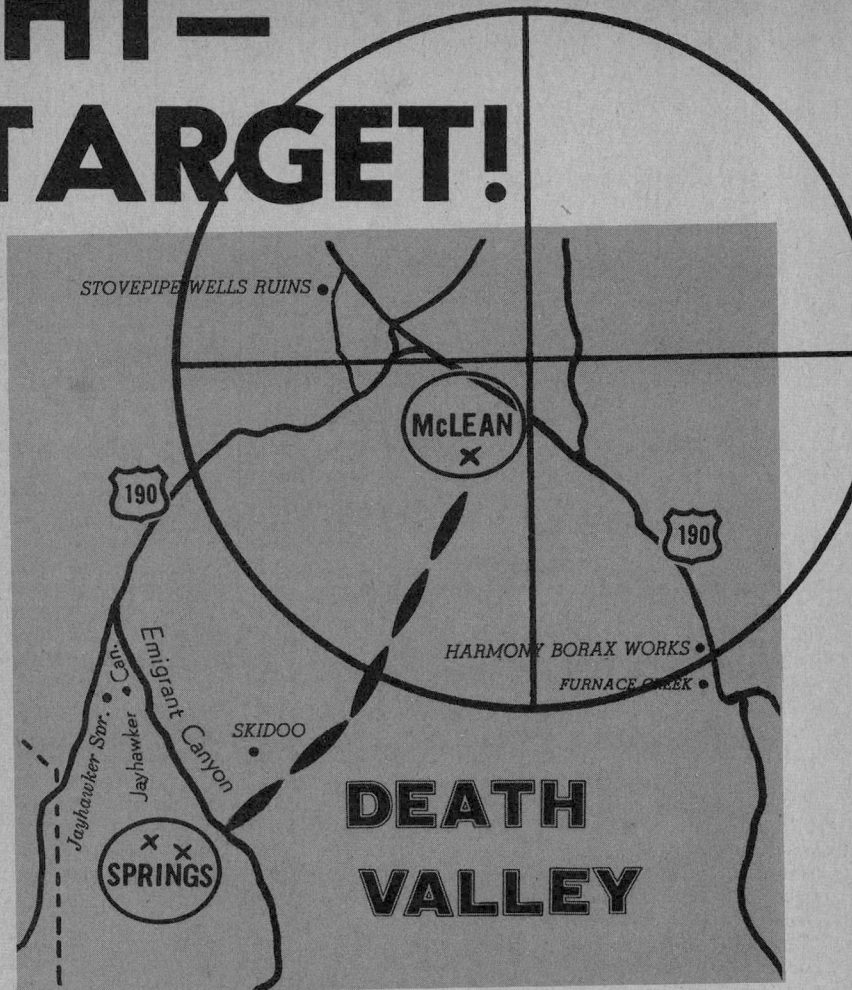 HT—
TARGET!
STOVEPIPE WELLS RUINS
McLEAN
190
190
HARMONY BORAX WORKS
FURNACE CREEK
Emigrant Canyon
Jayhawker Spr.
Jayhawker Can.
SKIDOO
DEATH
VALLEY
SPRINGS